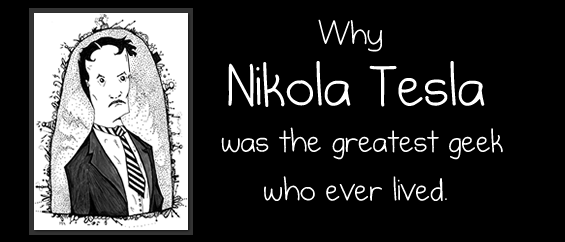 Why
Nikola Tesla
was the greatest geek
who ever lived.